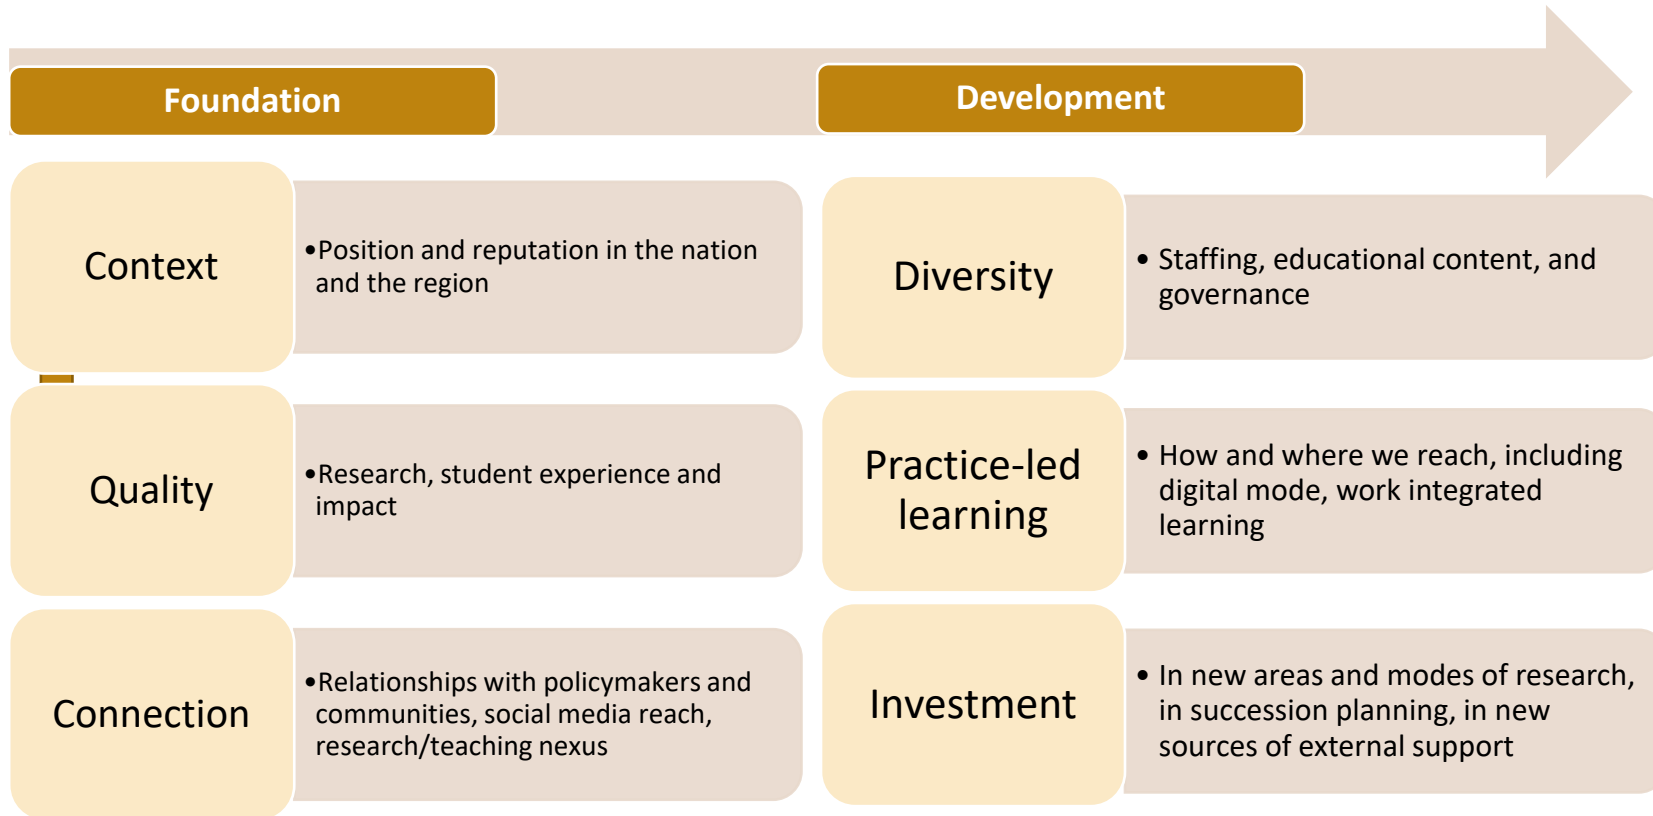 Foundation
Development
Context
•Position and reputation in the nation
and the region
Quality
•Research, student experience and
impact
Connection
•Relationships with policymakers and
communities, social media reach,
research/teaching nexus
Diversity
• Staffing, educational content, and
governance
Practice-led
learning
• How and where we reach, including
digital mode, work integrated
learning
Investment
• In new areas and modes of research,
in succession planning, in new
sources of external support